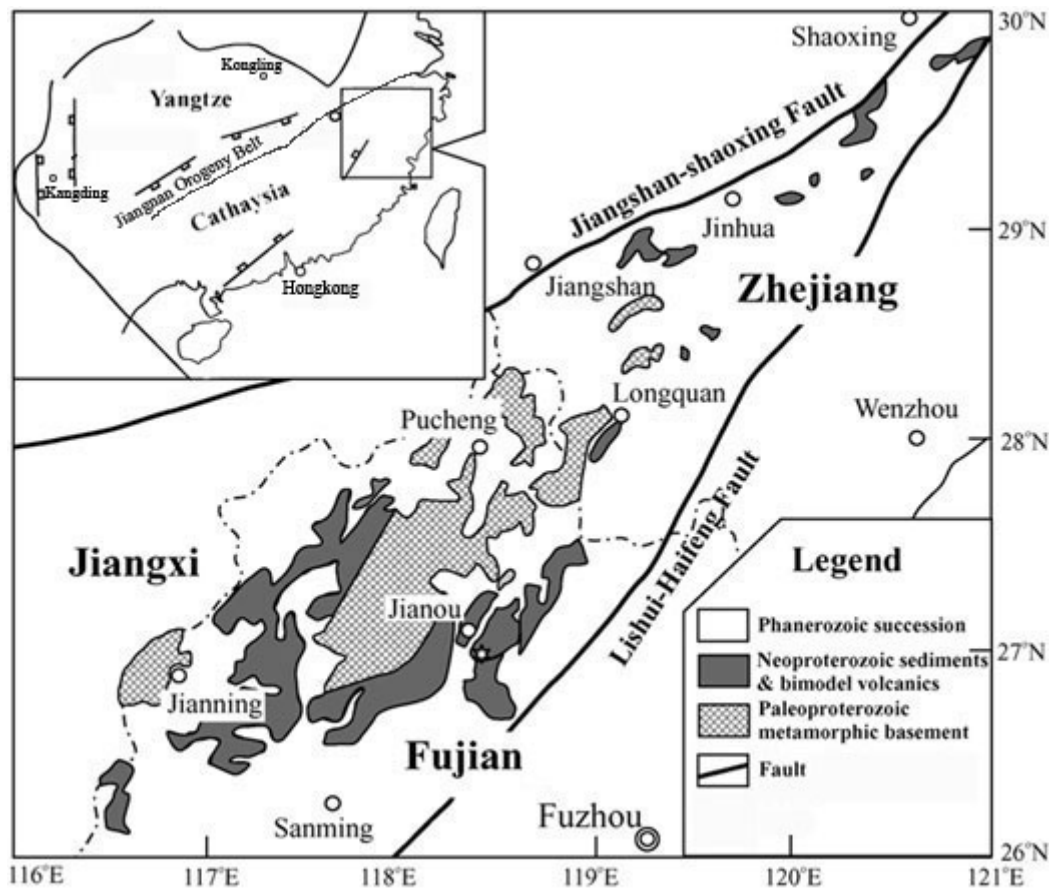 Kongling
Yangtze
Jiangnan Orogeny Belt
Kangding
Cathaysia
Hongkong
30°N
Shaoxing
Jiangshan-shaoxing Fault
Jinhua
29°N
Jiangshan
Zhejiang
Longquan
Pucheng
Wenzhou
28°N
Lishui-Haifeng Fault
Jiangxi
Jianou
27°N
Jianning
Fujian
Sanming
Fuzhou
26°N
Legend
Phanerozoic succession
Neoproterozoic sediments
& bimodel volcanics
Paleoproterozoic
metamorphic basement
Fault
116°E
117°E
118°E
119°E
120°E
121°E